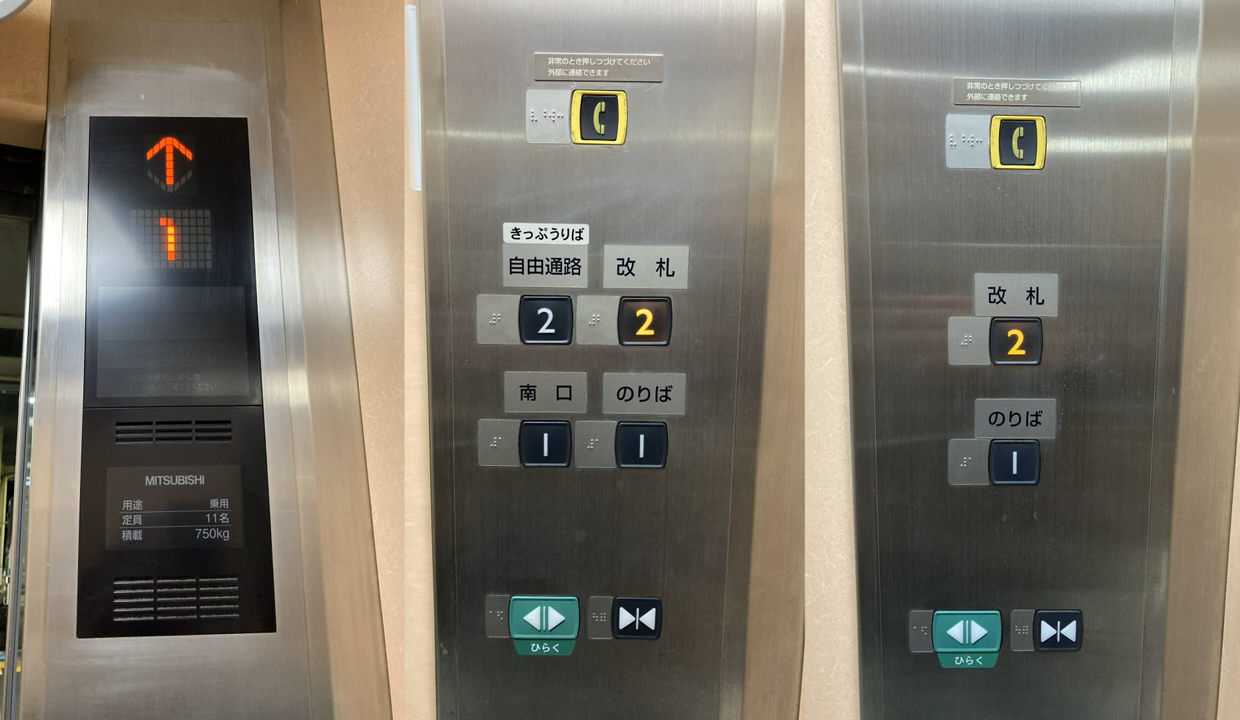 1
MITSUBISHI
用途 乗用
定員 11名
積載 750kg
非常のとき押しつづけてください
外部に連絡できます
きっぷうりば
自由通路 改 札
2 2
南 口 のりば
1 1
ひらく
非常のとき押しつづけてください
外部に連絡できます
改 札
2
のりば
1
ひらく